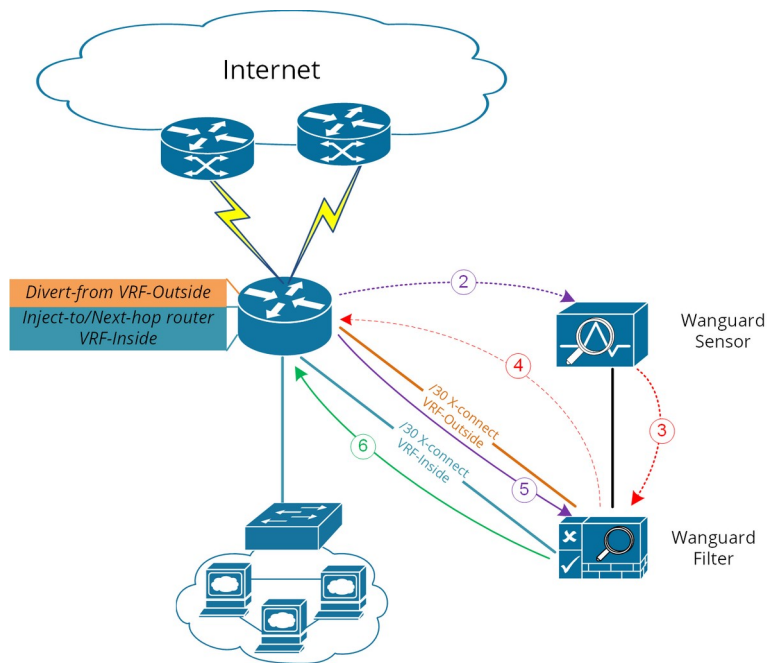 Internet
Divert-from VRF-Outside
Inject-to/Next-hop router
VRF-Inside
2
Wanguard
Sensor
4
3
/30 X-connect
VRF-Outside
/30 X-connect
VRF-Inside
6
5
Wanguard
Filter